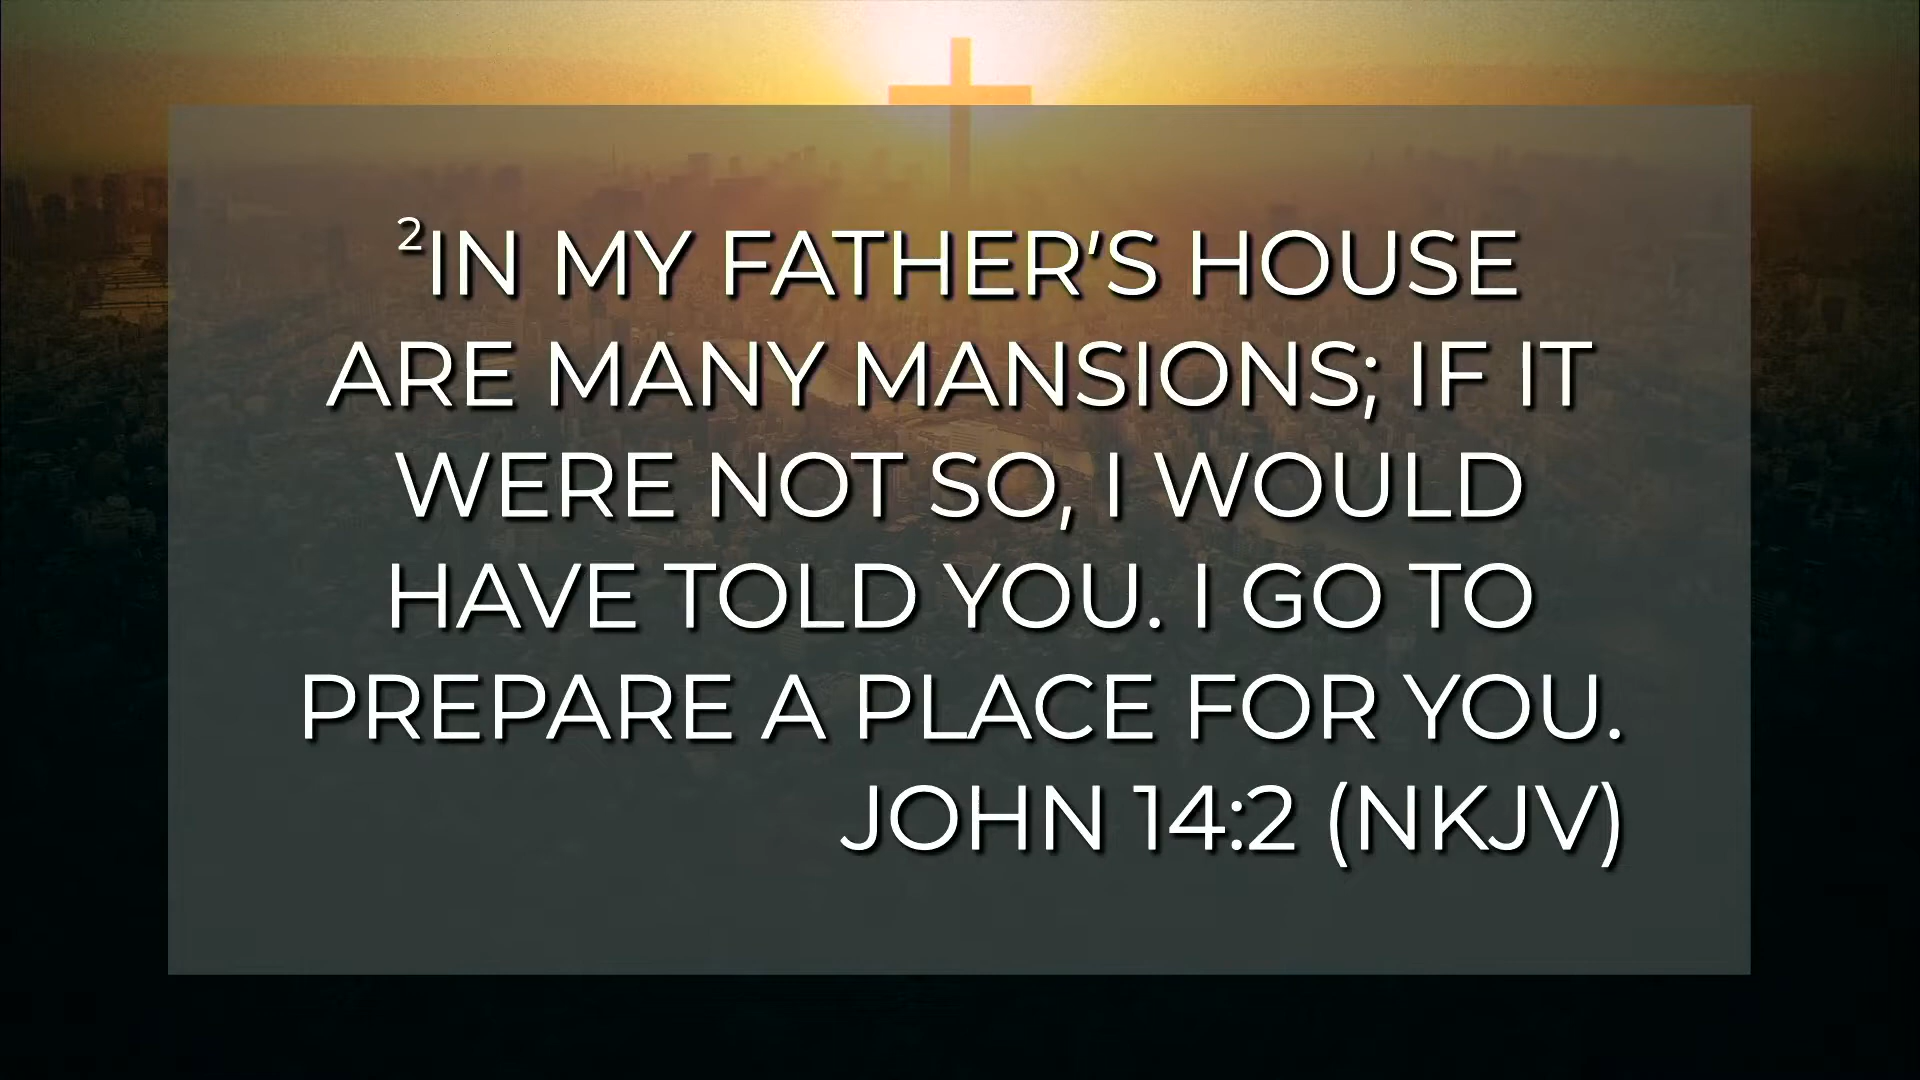 ²IN MY FATHER'S HOUSE
ARE MANY MANSIONS; IF IT
WERE NOT SO, I WOULD
HAVE TOLD YOU. I GO TO
PREPARE A PLACE FOR YOU.
JOHN 14:2 (NKJV)